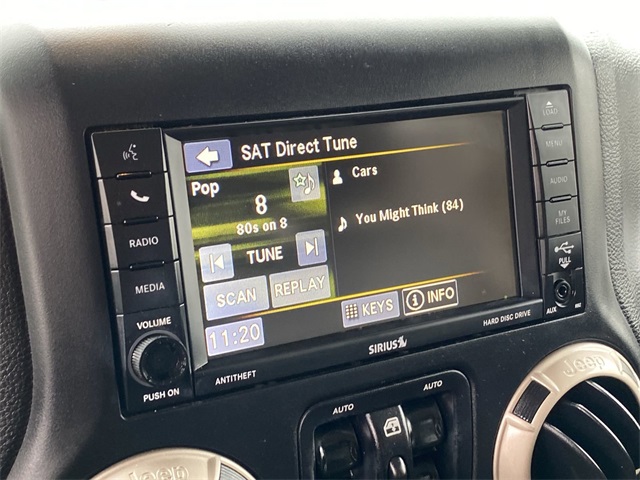 LOAD
SAT Direct Tune
MENU
Pop
Cars
8
AUDIO
80s on 8
You Might Think (84)
MY
FILES
RADIO
TUNE
PULL
MEDIA
SCAN
REPLAY
KEYS
INFO
AUX
VOLUME
11:20
HARD DISC DRIVE
SIRIUS
PUSH ON
ANTITHEFT
AUTO
AUTO
Jeep
Jeep